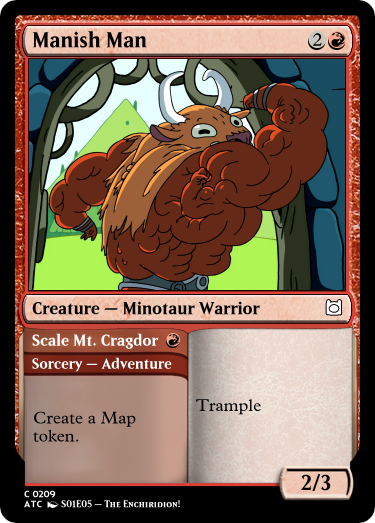 Manish Man 2
Creature — Minotaur Warrior
Scale Mt. Cragdor
Sorcery — Adventure
Create a Map
token.
Trample
2/3
C 0209
ATC S01E05 — The Enchiridion!